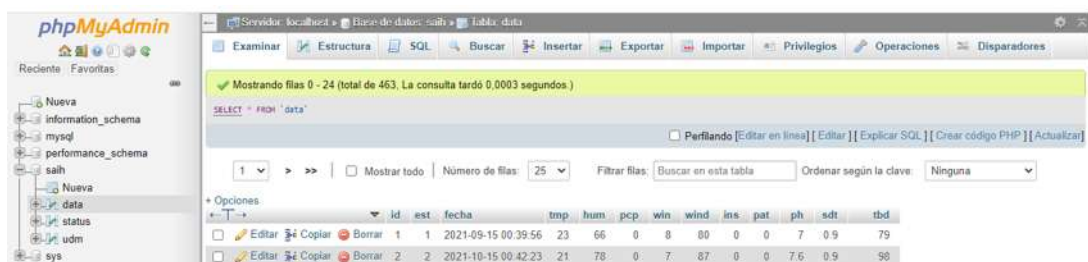 phpMyAdmin
Reciente Favoritas
Nueva
information_schema
mysql
performance_schema
saih
Nueva
data
status
udm
sys
Servidor: localhost » Base de datos: saih » Tabla: data
Examinar Estructura SQL Buscar Insertar Exportar Importar Privilegios Operaciones Disparadores
Mostrando filas 0 - 24 (total de 463, La consulta tardó 0,0003 segundos.)
SELECT * FROM `data`
Perfilando [Editar en línea] [ Editar ] [ Explicar SQL ] [ Crear código PHP ] [ Actualizar]
1 > >> Mostrar todo Número de filas: 25 Filtrar filas: Buscar en esta tabla Ordenar según la clave: Ninguna
+ Opciones
←T→ id est fecha tmp hum pcp win wind ins pat ph sdt tbd
Editar Copiar Borrar 1 1 2021-09-15 00:39:56 23 66 0 8 80 0 0 7 0.9 79
Editar Copiar Borrar 2 2 2021-10-15 00:42:23 21 78 0 7 87 0 0 7.6 0.9 98